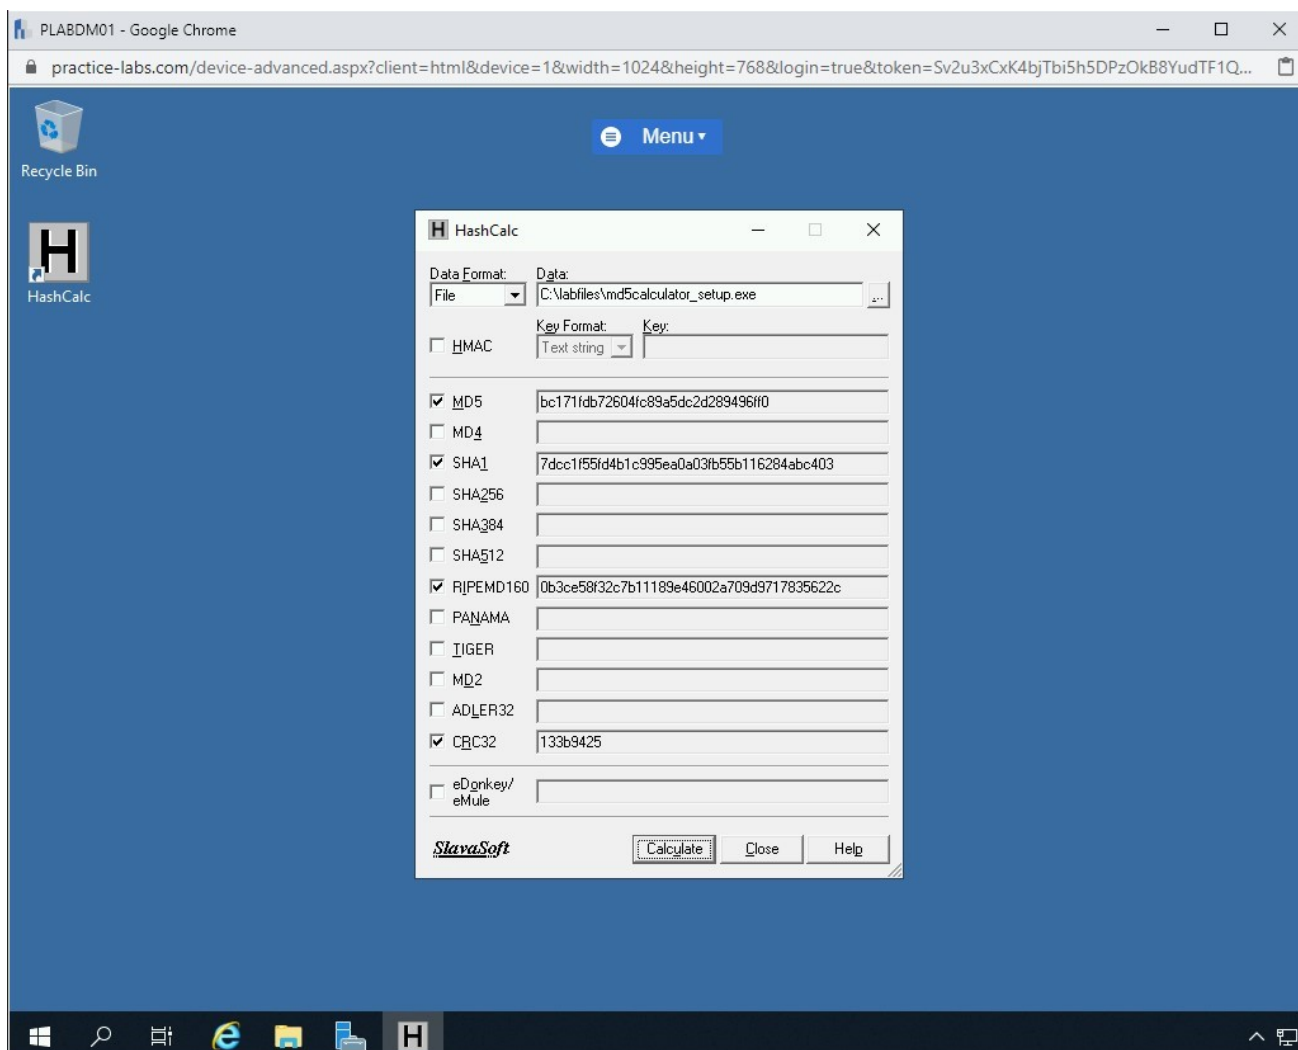 PLABDM01 - Google Chrome
practice-labs.com/device-advanced.aspx?client=html&device=1&width=1024&height=768&login=true&token=Sv2u3xCxK4bjTbi5h5DPzOkB8YudTF1Q...
Menu
Recycle Bin
HashCalc
H HashCalc
Data Format: Data:
File C:\labfiles\md5calculator_setup.exe ...
Key Format: Key:
HMAC Text string
MD5 bc171fdb72604fc89a5dc2d289496ff0
MD4
SHA1 7dcc1f55fd4b1c995ea0a03fb55b116284abc403
SHA256
SHA384
SHA512
RIPEMD160 0b3ce58f32c7b11189e46002a709d9717835622c
PANAMA
TIGER
MD2
ADLER32
CRC32 133b9425
eDonkey/
eMule
SlavaSoft Calculate Close Help